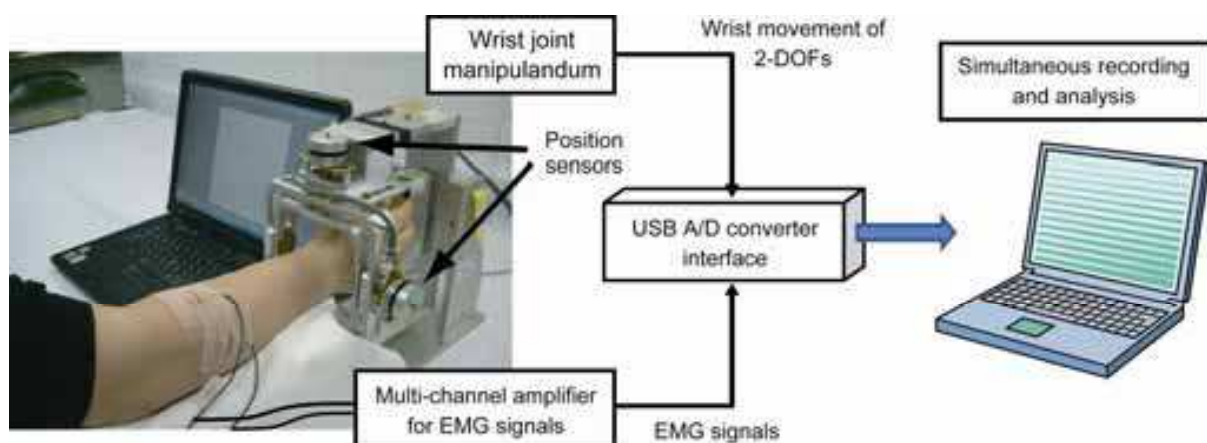 Wrist joint
manipulandum
Wrist movement of
2-DOFs
Simultaneous recording
and analysis
Position
sensors
USB A/D converter
interface
Multi-channel amplifier
for EMG signals
EMG signals